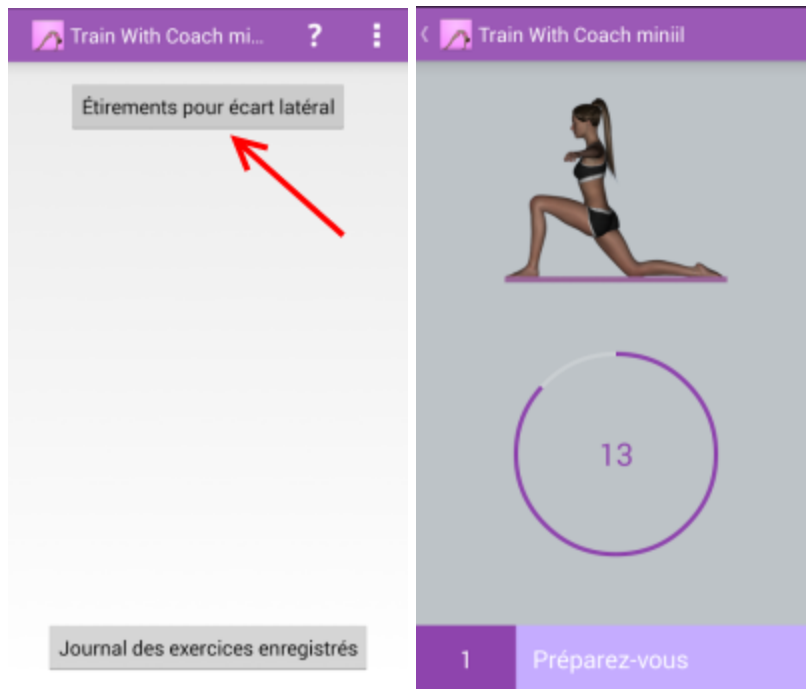 Train With Coach mi...
?
Étirements pour écart latéral
Journal des exercices enregistrés
Train With Coach miniil
13
1
Préparez-vous